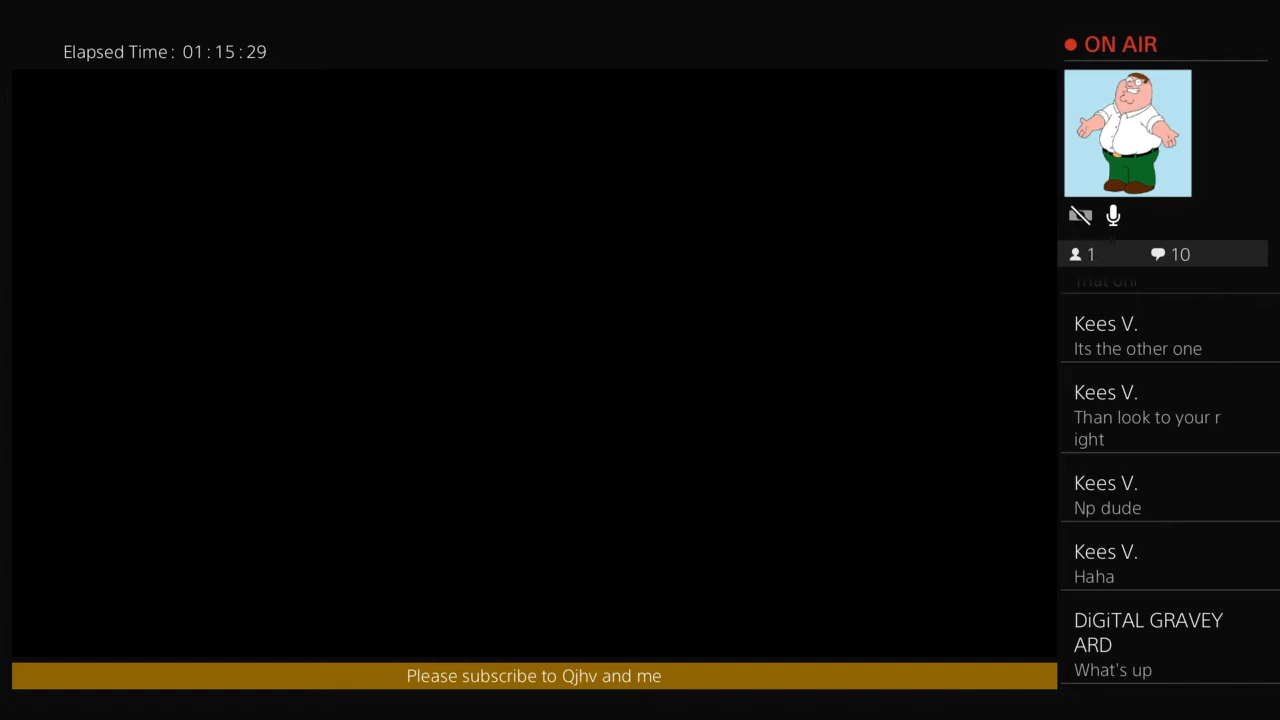 Elapsed Time: 01:15:29
ON AIR
1 10
Kees V.
Its the other one
Kees V.
Than look to your r
ight
Kees V.
Np dude
Kees V.
Haha
DiGiTAL GRAVEY
ARD
What's up
Please subscribe to Qjhv and me